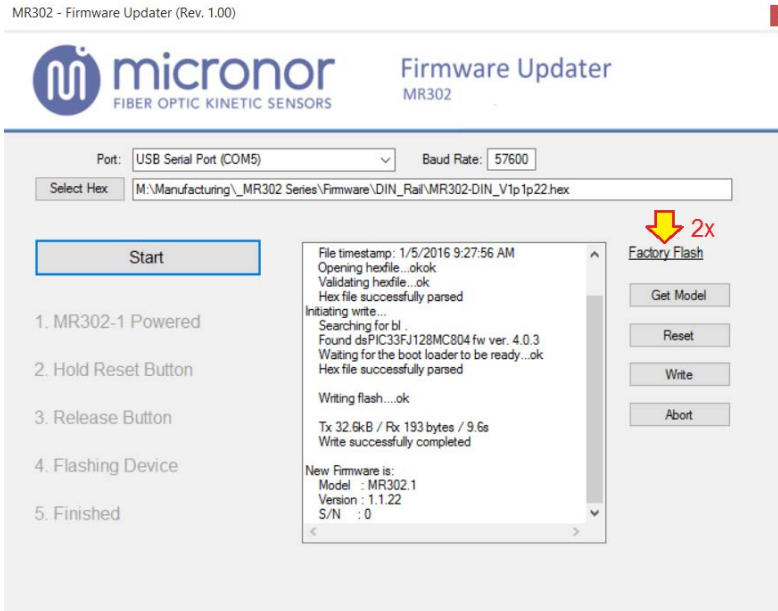 MR302 - Firmware Updater (Rev. 1.00)
micronor
FIBER OPTIC KINETIC SENSORS
Firmware Updater
MR302
Port: USB Serial Port (COM5) Baud Rate: 57600
Select Hex M:\Manufacturing\_MR302 Series\Firmware\DIN_Rail\MR302-DIN_V1p1p22.hex
2x
Factory Flash
Start
1. MR302-1 Powered
2. Hold Reset Button
3. Release Button
4. Flashing Device
5. Finished
File timestamp: 1/5/2016 9:27:56 AM
Opening hexfile...okok
Validating hexfile...ok
Hex file successfully parsed
Initiating write...
Searching for bl .
Found dsPIC33FJ128MC804 fw ver. 4.0.3
Waiting for the boot loader to be ready...ok
Hex file successfully parsed
Writing flash....ok
Tx 32.6kB / Rx 193 bytes / 9.6s
Write successfully completed
New Firmware is:
Model : MR302.1
Version : 1.1.22
S/N : 0
Get Model
Reset
Write
Abort